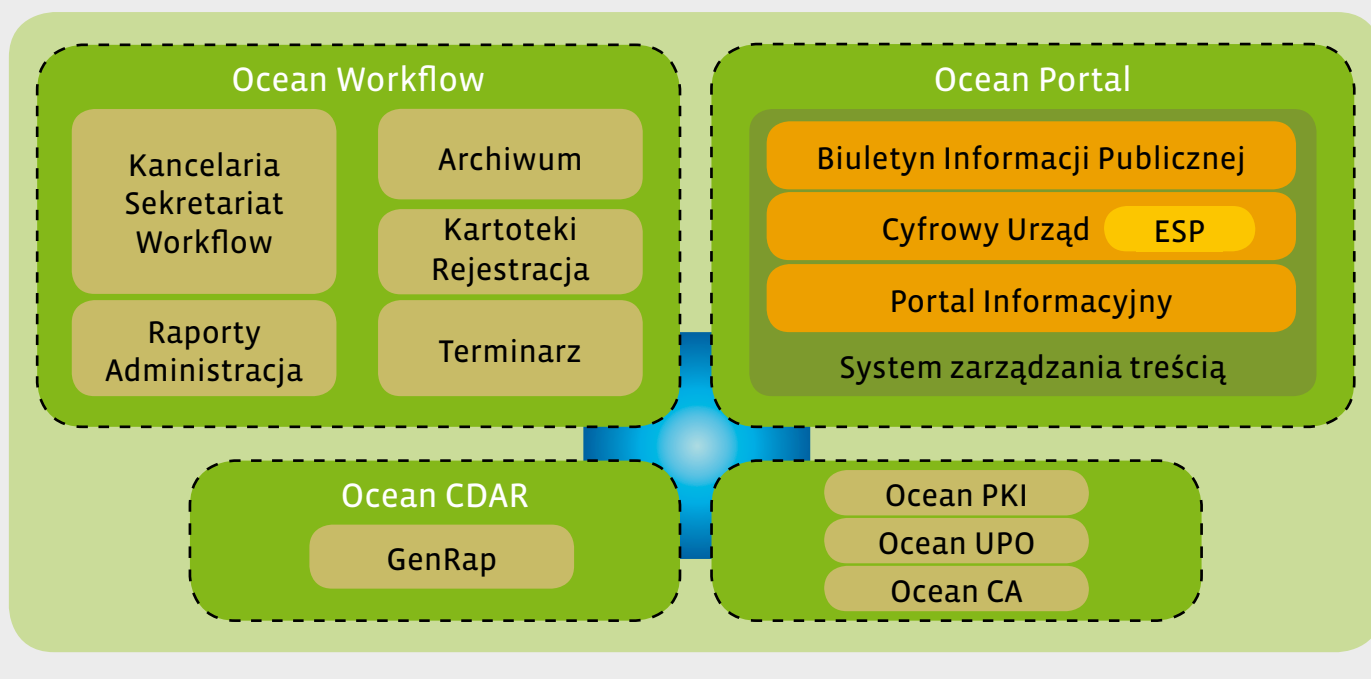 Ocean Workflow
Kancelaria
Sekretariat
Workflow
Raporty
Administracja
Archiwum
Kartoteki
Rejestracja
Terminarz
Ocean Portal
Biuletyn Informacji Publicznej
Cyfrowy Urząd ESP
Portal Informacyjny
System zarządzania treścią
Ocean CDAR
GenRap
Ocean PKI
Ocean UPO
Ocean CA